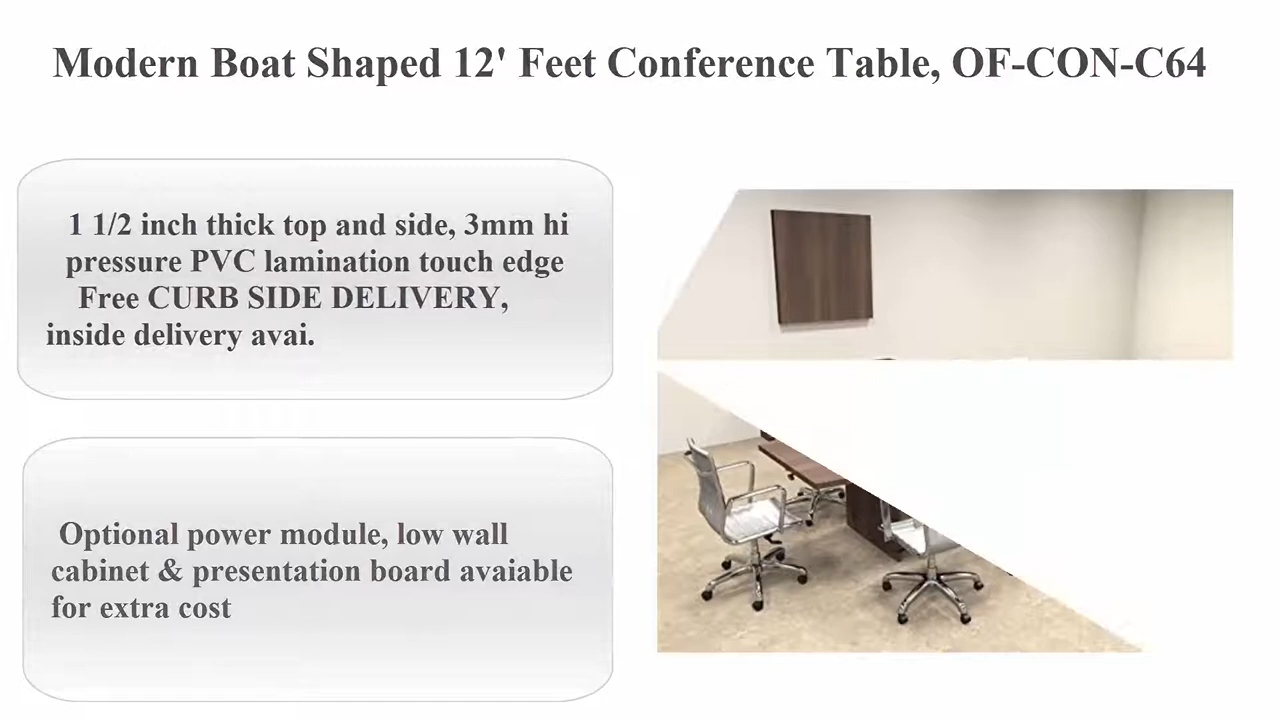 Modern Boat Shaped 12' Feet Conference Table, OF-CON-C64
1 1/2 inch thick top and side, 3mm hi
pressure PVC lamination touch edge
Free CURB SIDE DELIVERY,
inside delivery avai.
Optional power module, low wall
cabinet & presentation board avaiable
for extra cost